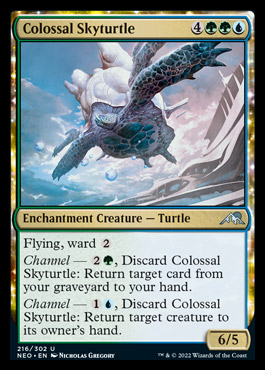 Colossal Skyturtle 4
Enchantment Creature — Turtle
Flying, ward 2
Channel — 2, Discard Colossal
Skyturtle: Return target card from
your graveyard to your hand.
Channel — 1, Discard Colossal
Skyturtle: Return target creature to
its owner's hand.
6/5
216/302 U
NEO • EN Nicholas Gregory
™ & © 2022 Wizards of the Coast